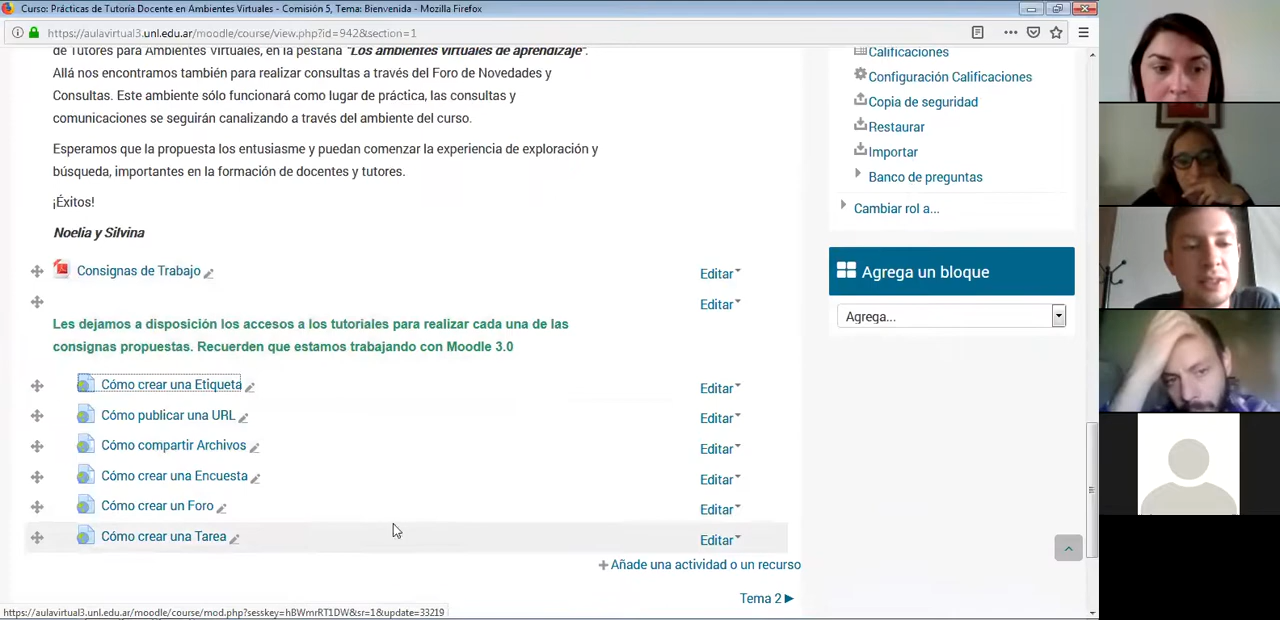 Curso: Prácticas de Tutoría Docente en Ambientes Virtuales - Comisión 5, Tema: Bienvenida - Mozilla Firefox
https://aulavirtual3.unl.edu.ar/moodle/course/view.php?id=942&section=1
de Tutores para Ambientes Virtuales, en la pestaña "Los ambientes virtuales de aprendizaje".
Allá nos encontramos también para realizar consultas a través del Foro de Novedades y
Consultas. Este ambiente sólo funcionará como lugar de práctica, las consultas y
comunicaciones se seguirán canalizando a través del ambiente del curso.
Esperamos que la propuesta los entusiasme y puedan comenzar la experiencia de exploración y
búsqueda, importantes en la formación de docentes y tutores.
¡Éxitos!
Noelia y Silvina
Consignas de Trabajo
Editar
Editar
Les dejamos a disposición los accesos a los tutoriales para realizar cada una de las
consignas propuestas. Recuerden que estamos trabajando con Moodle 3.0
Cómo crear una Etiqueta
Editar
Cómo publicar una URL
Editar
Cómo compartir Archivos
Editar
Cómo crear una Encuesta
Editar
Cómo crear un Foro
Editar
Cómo crear una Tarea
Editar
Añade una actividad o un recurso
Tema 2
Calificaciones
Configuración Calificaciones
Copia de seguridad
Restaurar
Importar
Banco de preguntas
Cambiar rol a...
Agrega un bloque
Agrega...
https://aulavirtual3.unl.edu.ar/moodle/course/mod.php?sesskey=hBWmrRT1DW&sr=1&update=33219